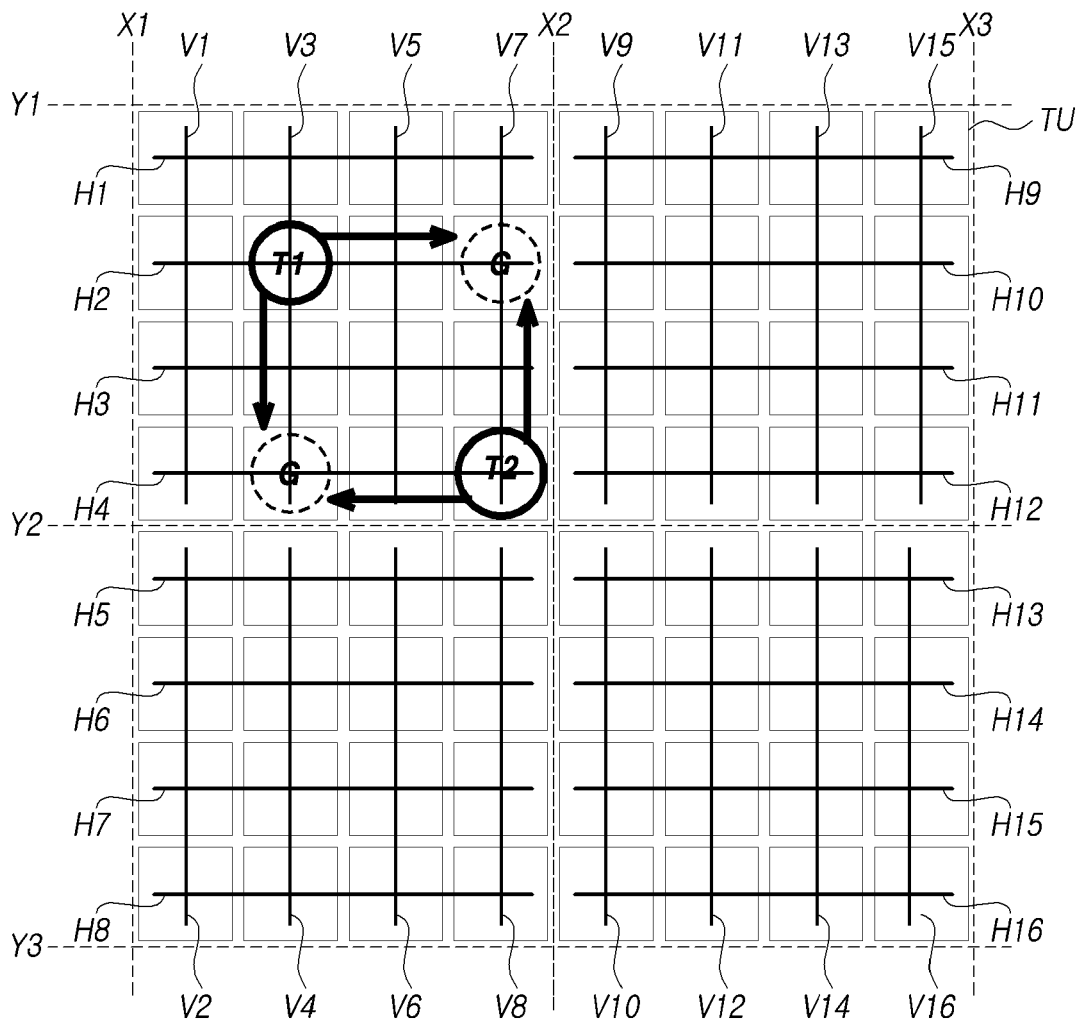 X1 V1 V3 V5 V7 X2 V9 V11 V13 V15 X3
Y1
TU
H1 H9
T1 G
H2 H10
H3 H11
G T2
H4 H12
Y2
H5 H13
H6 H14
H7 H15
H8 H16
Y3
V2 V4 V6 V8 V10 V12 V14 V16